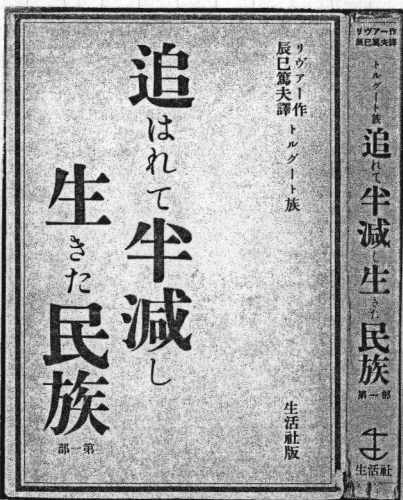 リヴァー作
辰巳篤夫譯
トルグート族
追はれて半減し
生きた民族
第一部
生活社版
リヴァー作
辰巳篤夫譯
トルグート族
追はれて半減し生きた民族
第一部
生活社